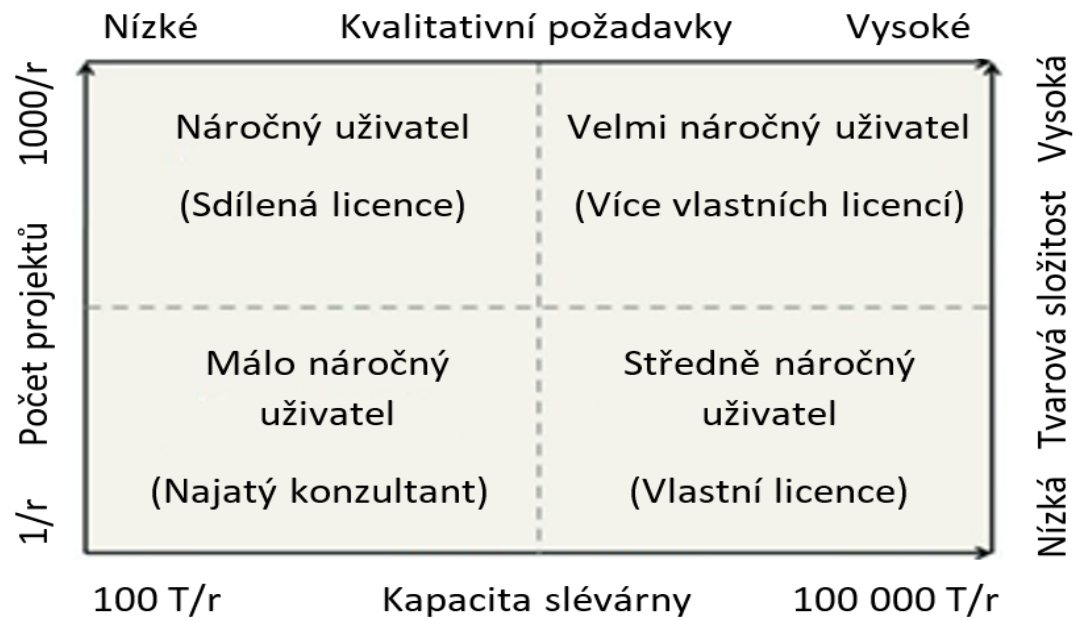 Nízké Kvalitativní požadavky Vysoké
1000/r
Počet projektů
1/r
Náročný uživatel
(Sdílená licence)
Velmi náročný uživatel
(Více vlastních licencí)
Málo náročný
uživatel
(Najatý konzultant)
Středně náročný
uživatel
(Vlastní licence)
Vysoká
Tvarová složitost
Nízká
100 T/r Kapacita slévárny 100 000 T/r